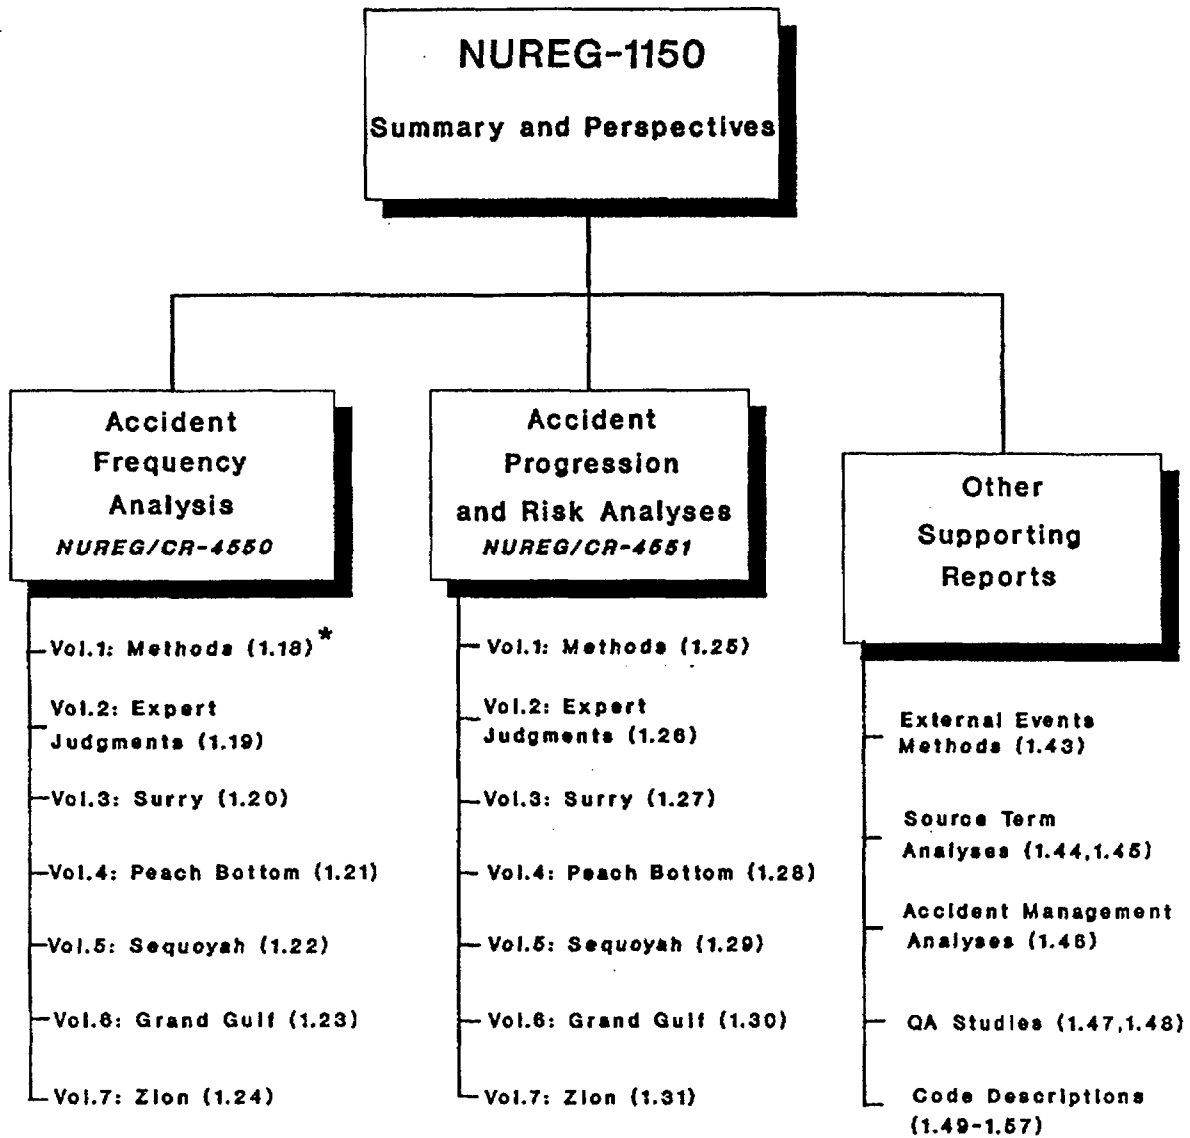 NUREG-1150
Summary and Perspectives
Accident
Frequency
Analysis
NUREG/CR-4550
Vol.1: Methods (1.18)*
Vol.2: Expert
Judgments (1.19)
Vol.3: Surry (1.20)
Vol.4: Peach Bottom (1.21)
Vol.5: Sequoyah (1.22)
Vol.6: Grand Gulf (1.23)
Vol.7: Zion (1.24)
Accident
Progression
and Risk Analyses
NUREG/CR-4551
Vol.1: Methods (1.25)
Vol.2: Expert
Judgments (1.26)
Vol.3: Surry (1.27)
Vol.4: Peach Bottom (1.28)
Vol.5: Sequoyah (1.29)
Vol.6: Grand Gulf (1.30)
Vol.7: Zion (1.31)
Other
Supporting
Reports
External Events
Methods (1.43)
Source Term
Analyses (1.44,1.45)
Accident Management
Analyses (1.46)
QA Studies (1.47,1.48)
Code Descriptions
(1.49-1.57)